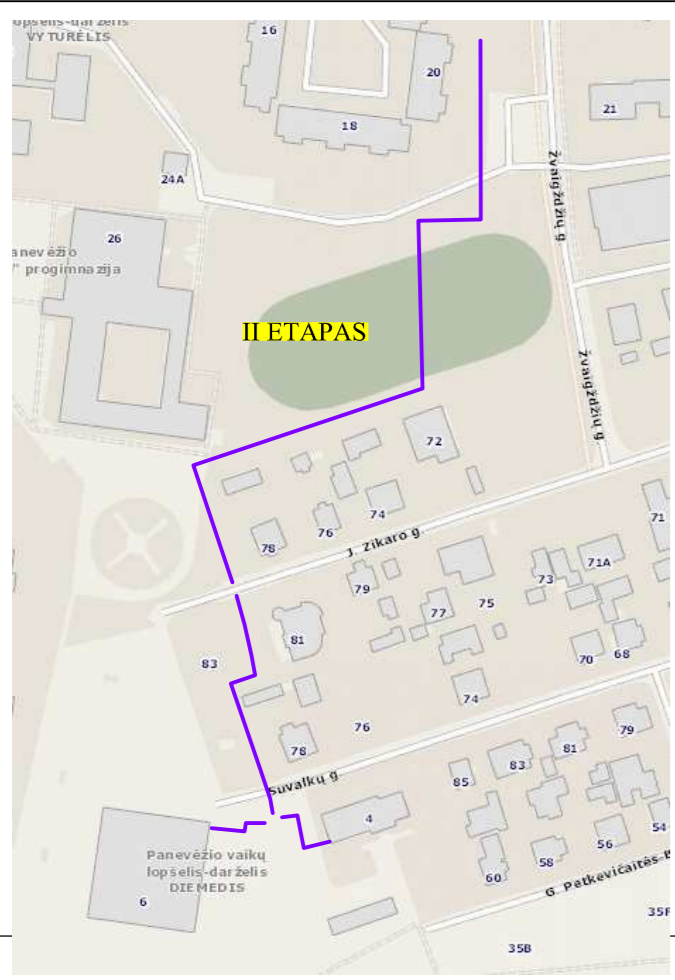 lopšelis-darželis
VYTURĖLIS
16
20
18
21
24A
26
Panevėžio
progimnazija
Žvaigždžių g.
II ETAPAS
Žvaigždžių g.
72
74
76
78
J. Zikaro g.
71
71A
73
79
75
77
81
83
70
68
74
76
78
79
81
83
85
Suvalkų g.
4
54
56
58
60
Panevėžio vaikų
lopšelis-darželis
DIEMEDIS
6
G. Petkevičaitės-B
35F
35B